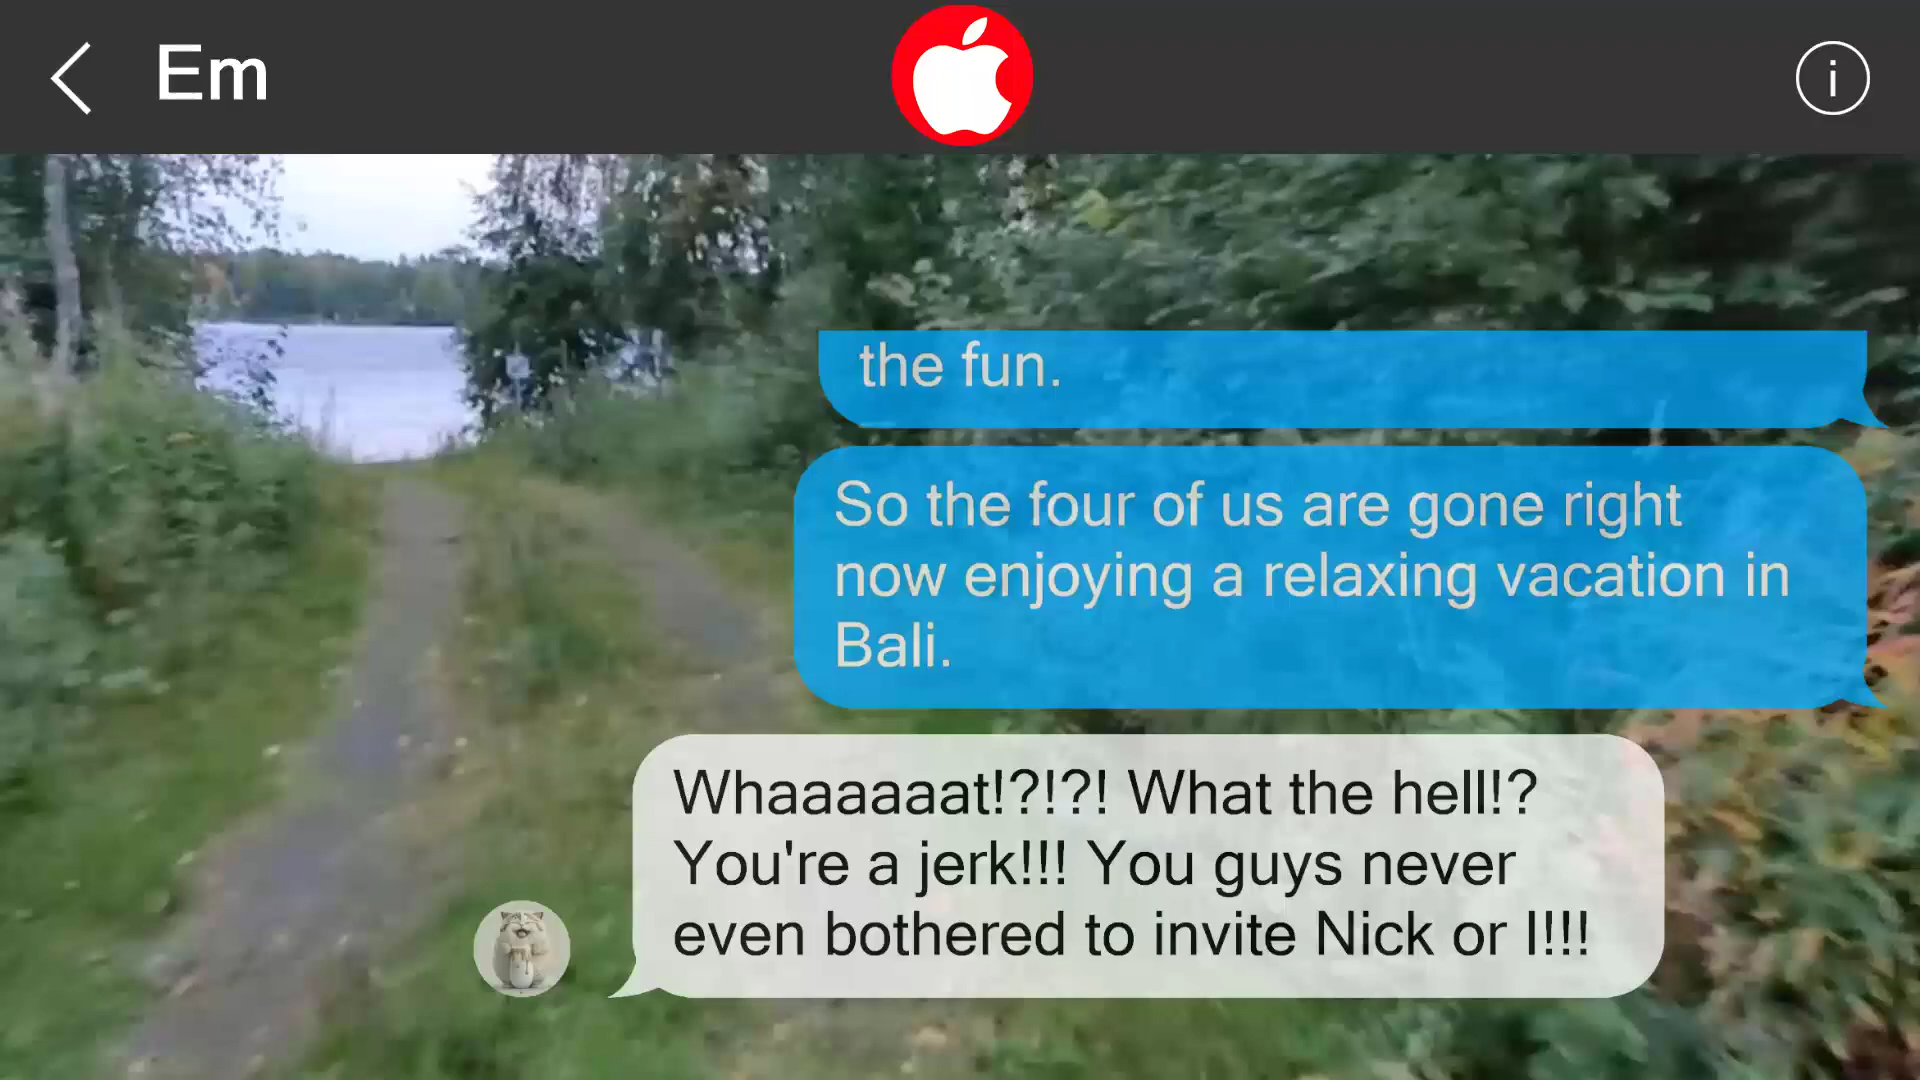 Em
i
the fun.
So the four of us are gone right
now enjoying a relaxing vacation in
Bali.
Whaaaaaat!?!?! What the hell!?
You're a jerk!!! You guys never
even bothered to invite Nick or I!!!